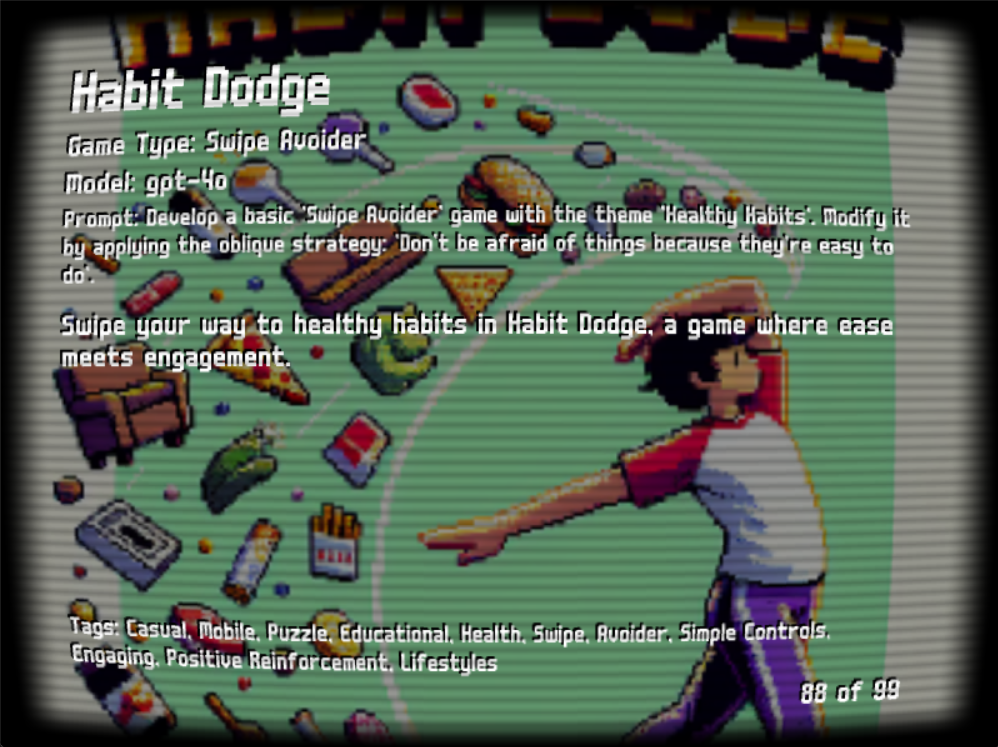 HABIT DODGE
Habit Dodge
Game Type: Swipe Avoider
Model: gpt-4o
Prompt: Develop a basic 'Swipe Avoider' game with the theme 'Healthy Habits'. Modify it
by applying the oblique strategy: 'Don't be afraid of things because they're easy to
do'.
Swipe your way to healthy habits in Habit Dodge, a game where ease
meets engagement.
Tags: Casual, Mobile, Puzzle, Educational, Health, Swipe, Avoider, Simple Controls,
Engaging, Positive Reinforcement, Lifestyles
88 of 99